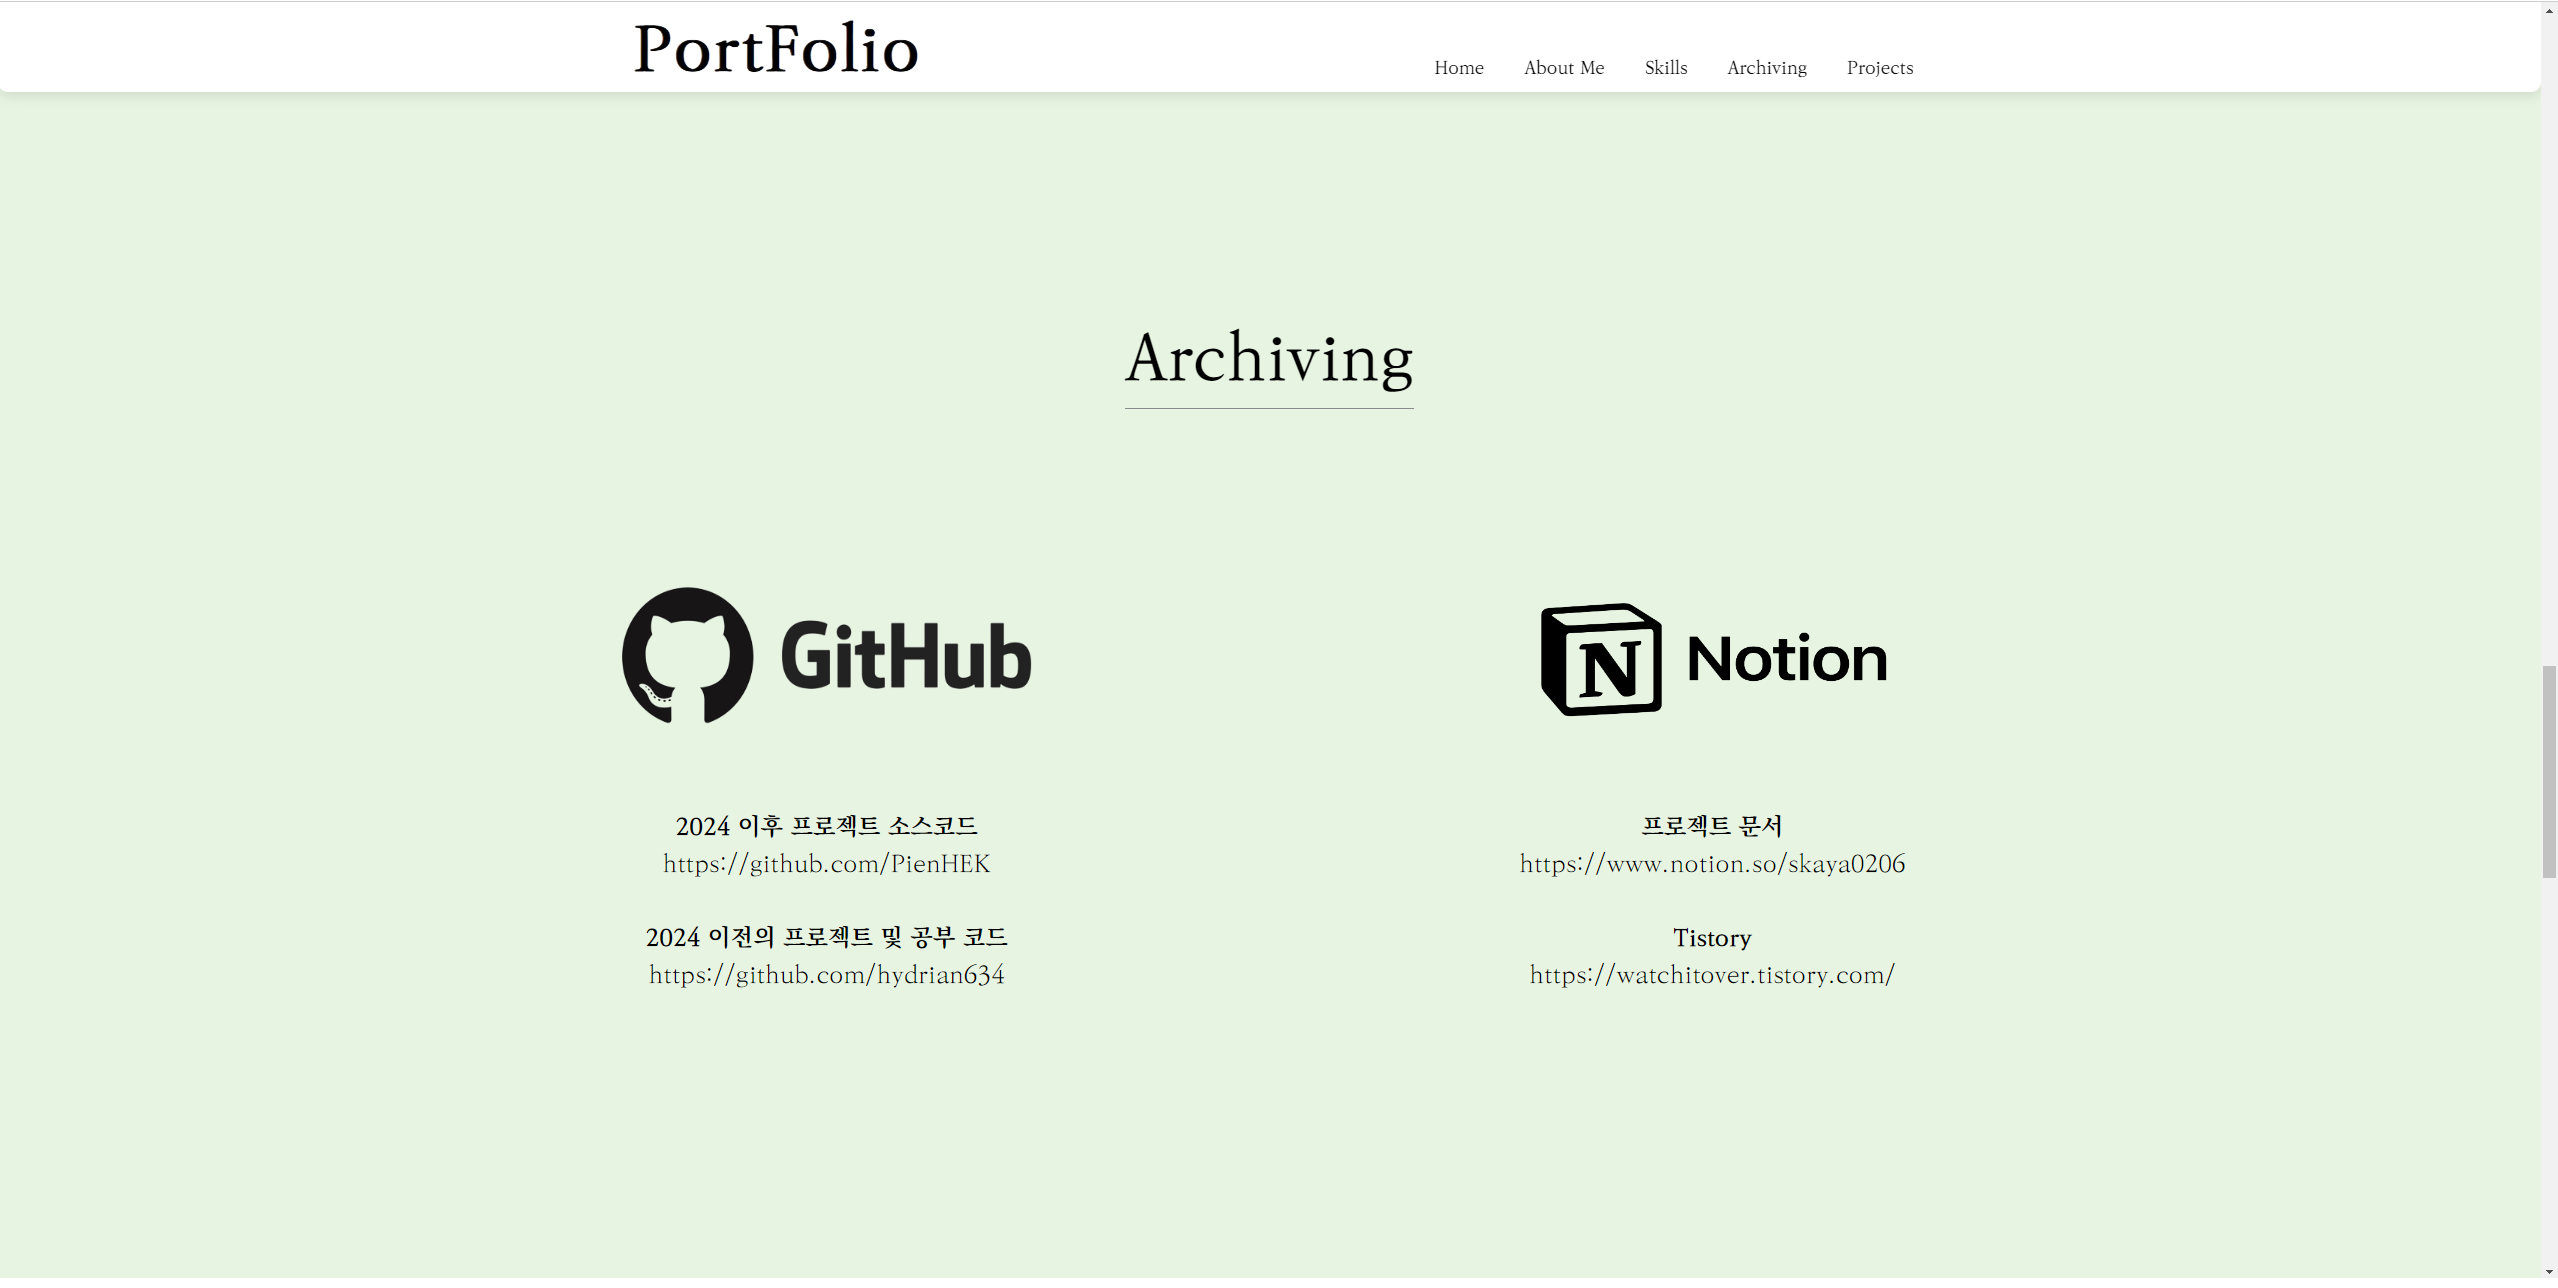 PortFolio
Home About Me Skills Archiving Projects
Archiving
GitHub
2024 이후 프로젝트 소스코드
https://github.com/PienHEK
2024 이전의 프로젝트 및 공부 코드
https://github.com/hydrian634
N Notion
프로젝트 문서
https://www.notion.so/skaya0206
Tistory
https://watchitover.tistory.com/